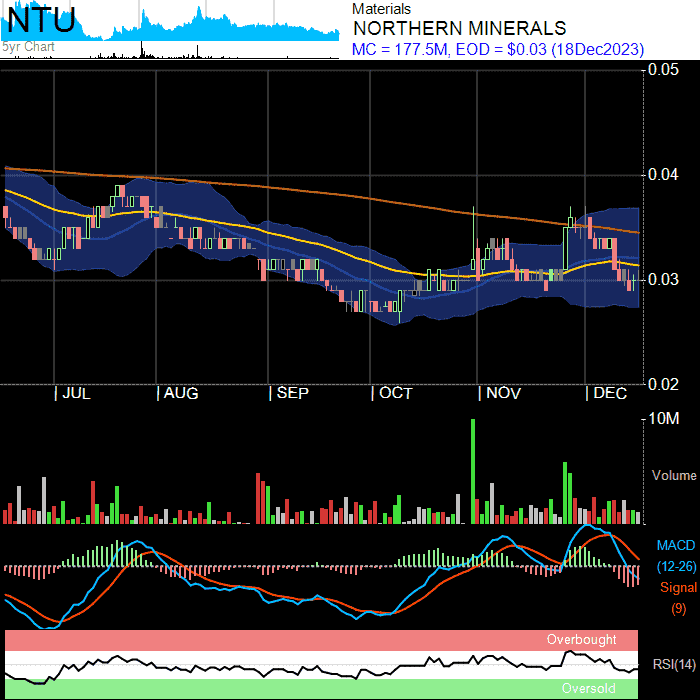 NTU
5yr Chart
Materials
NORTHERN MINERALS
MC = 177.5M, EOD = $0.03 (18Dec2023)
0.05
0.04
0.03
0.02
JUL AUG SEP OCT NOV DEC
10M
Volume
MACD
(12-26)
Signal
(9)
Overbought
RSI(14)
Oversold